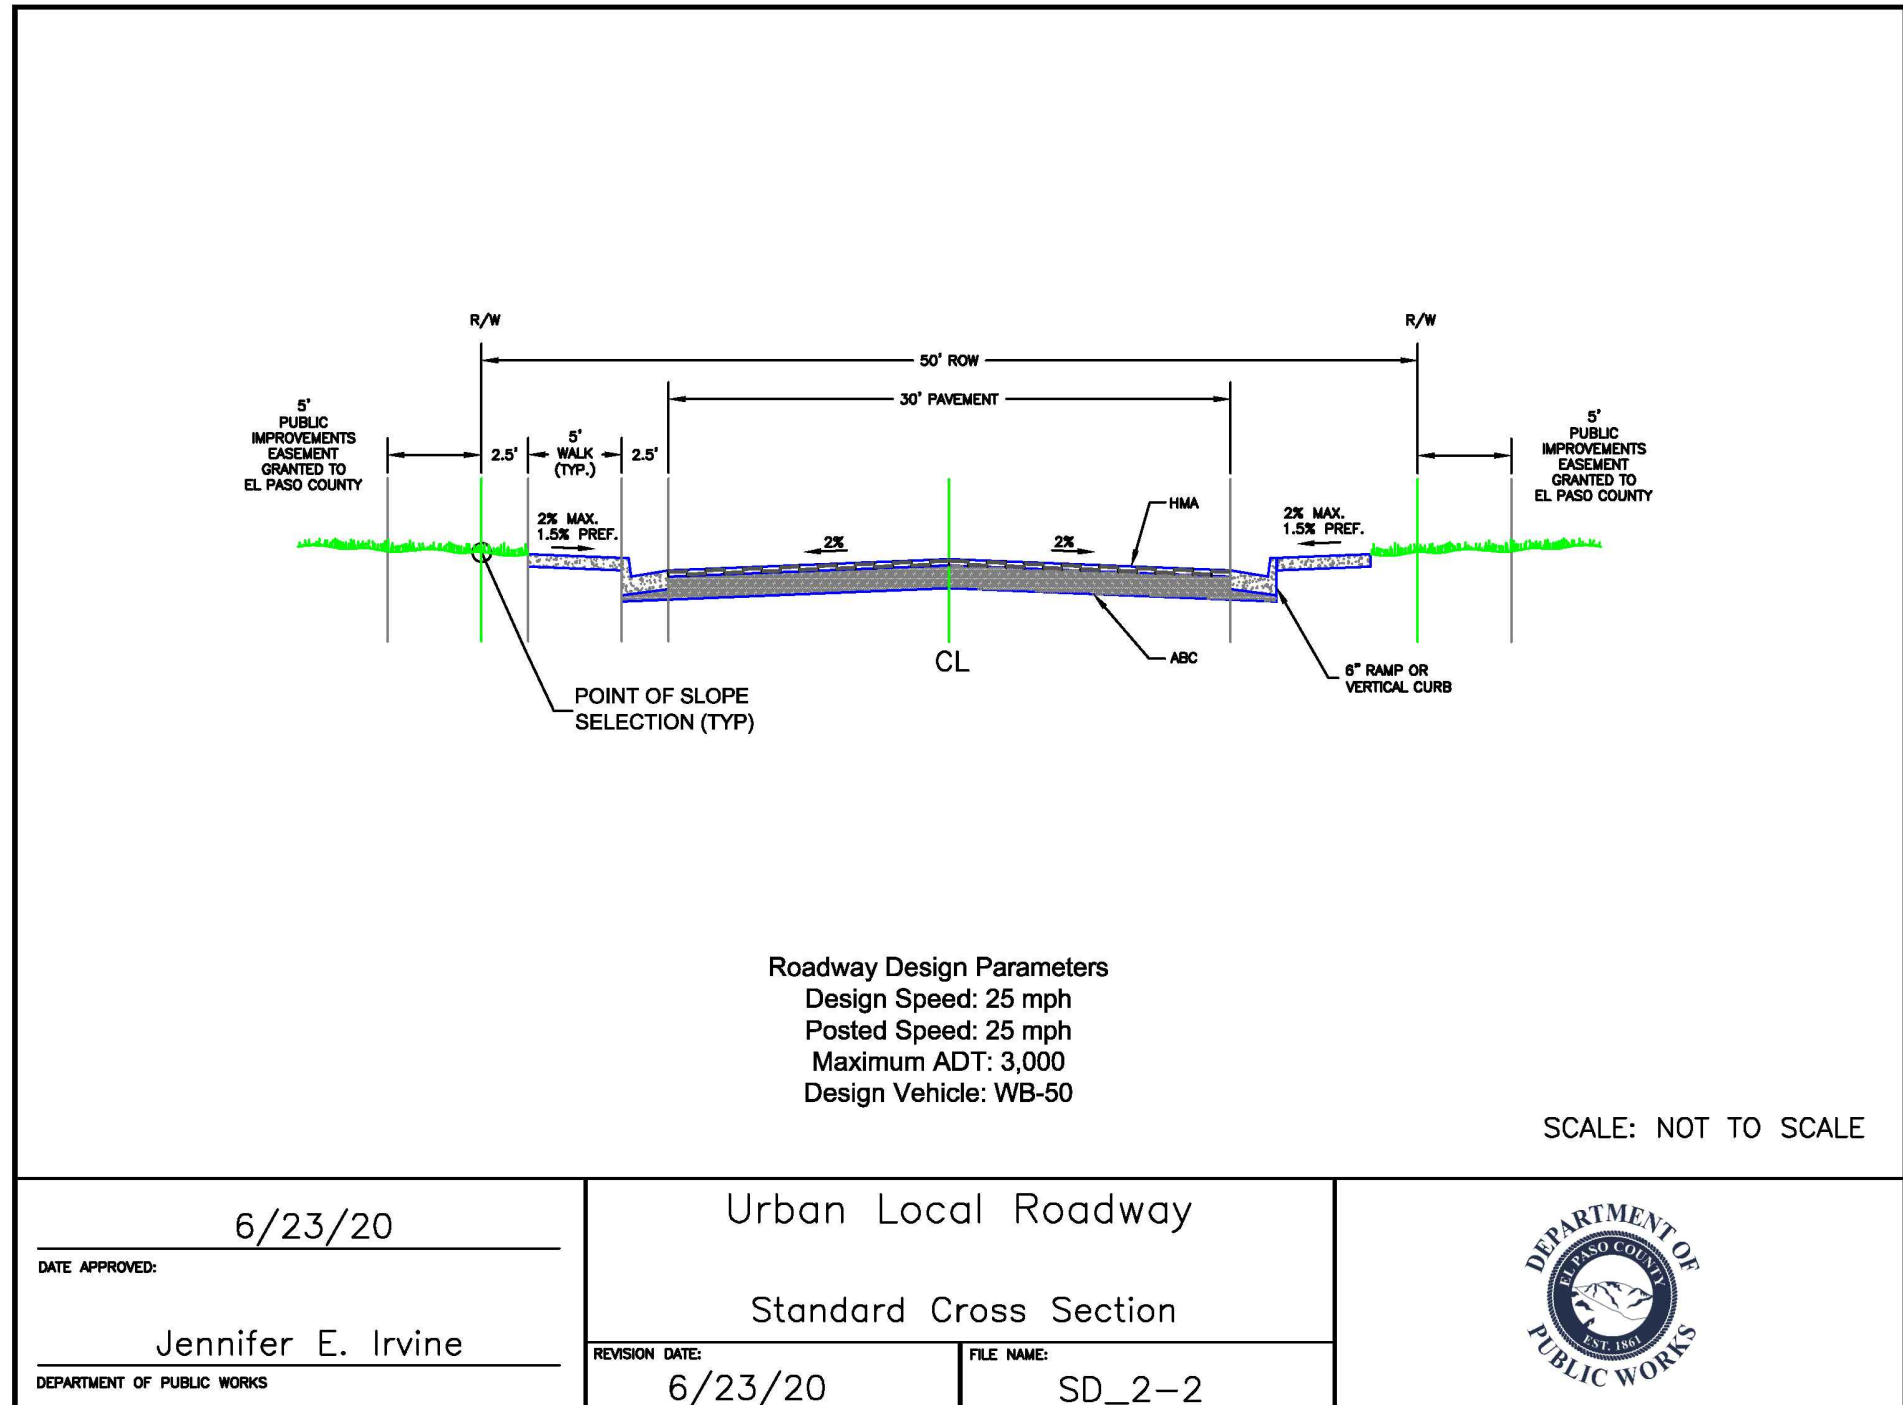 R/W
R/W
50' ROW
30' PAVEMENT
5'
PUBLIC
IMPROVEMENTS
EASEMENT
GRANTED TO
EL PASO COUNTY
2.5'
5'
WALK
(TYP.)
2.5'
5'
PUBLIC
IMPROVEMENTS
EASEMENT
GRANTED TO
EL PASO COUNTY
2% MAX.
1.5% PREF.
2%
2%
HMA
2% MAX.
1.5% PREF.
CL
ABC
6" RAMP OR
VERTICAL CURB
POINT OF SLOPE
SELECTION (TYP)
Roadway Design Parameters
Design Speed: 25 mph
Posted Speed: 25 mph
Maximum ADT: 3,000
Design Vehicle: WB-50
SCALE: NOT TO SCALE
6/23/20
DATE APPROVED:
Jennifer E. Irvine
DEPARTMENT OF PUBLIC WORKS
Urban Local Roadway
Standard Cross Section
REVISION DATE:
6/23/20
FILE NAME:
SD_2-2
DEPARTMENT OF
EL PASO COUNTY
EST. 1861
PUBLIC WORKS